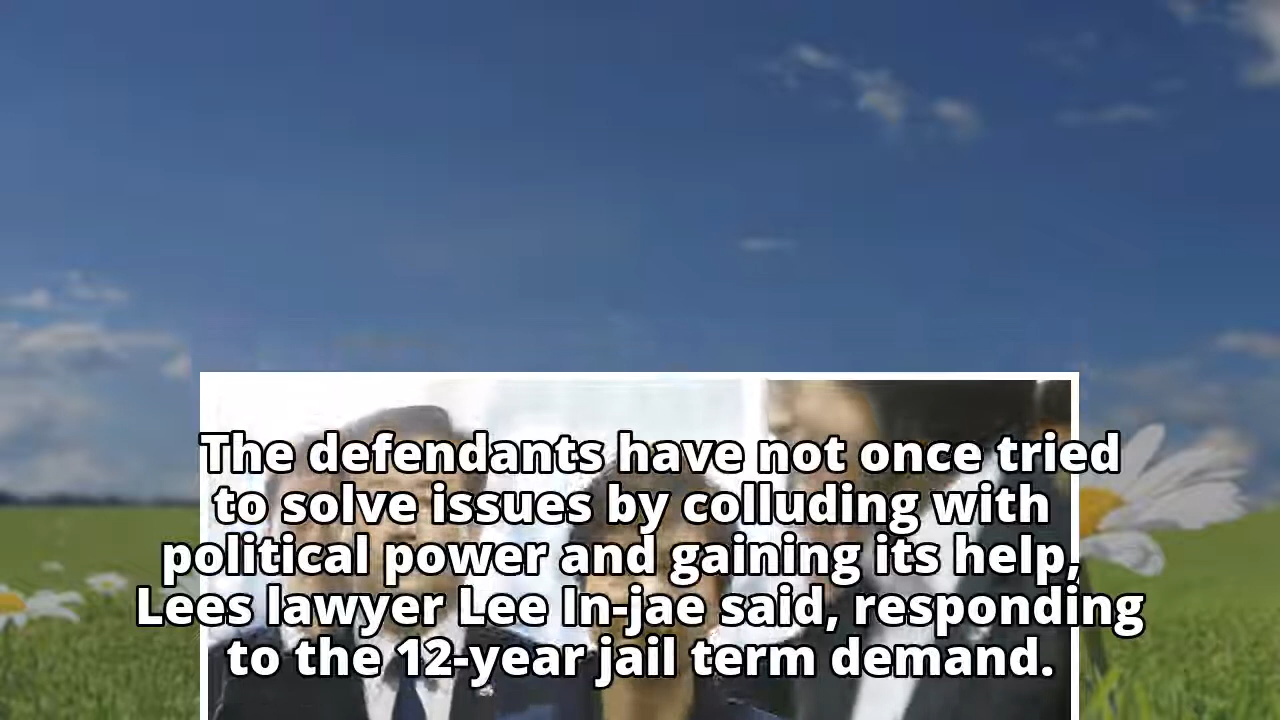 The defendants have not once tried
to solve issues by colluding with
political power and gaining its help,
Lees lawyer Lee In-jae said, responding
to the 12-year jail term demand.